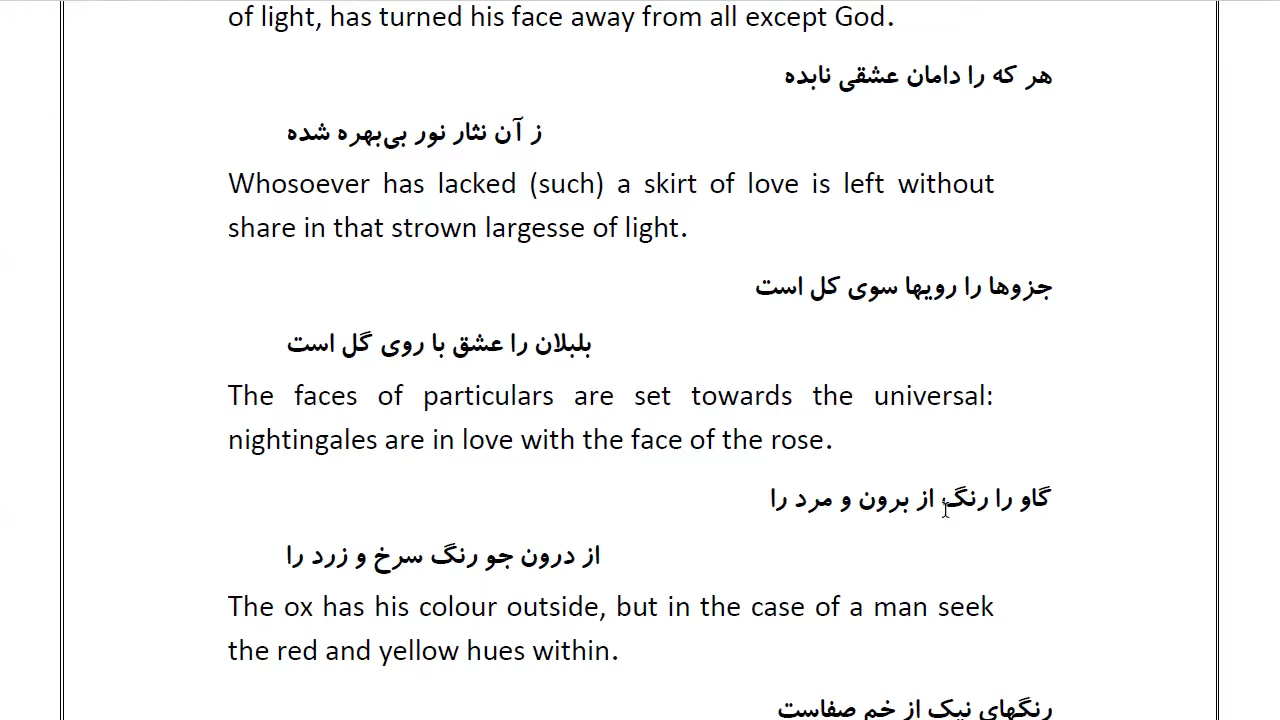 of light, has turned his face away from all except God.
هر که را دامان عشقی نابده
ز آن نثار نور بی‌بهره شده
Whosoever has lacked (such) a skirt of love is left without
share in that strown largesse of light.
جزوها را رویها سوی کل است
بلبلان را عشق با روی گل است
The faces of particulars are set towards the universal:
nightingales are in love with the face of the rose.
گاو را رنگ از برون و مرد را
از درون جو رنگ سرخ و زرد را
The ox has his colour outside, but in the case of a man seek
the red and yellow hues within.
رنگهای نیک از خم صفاست